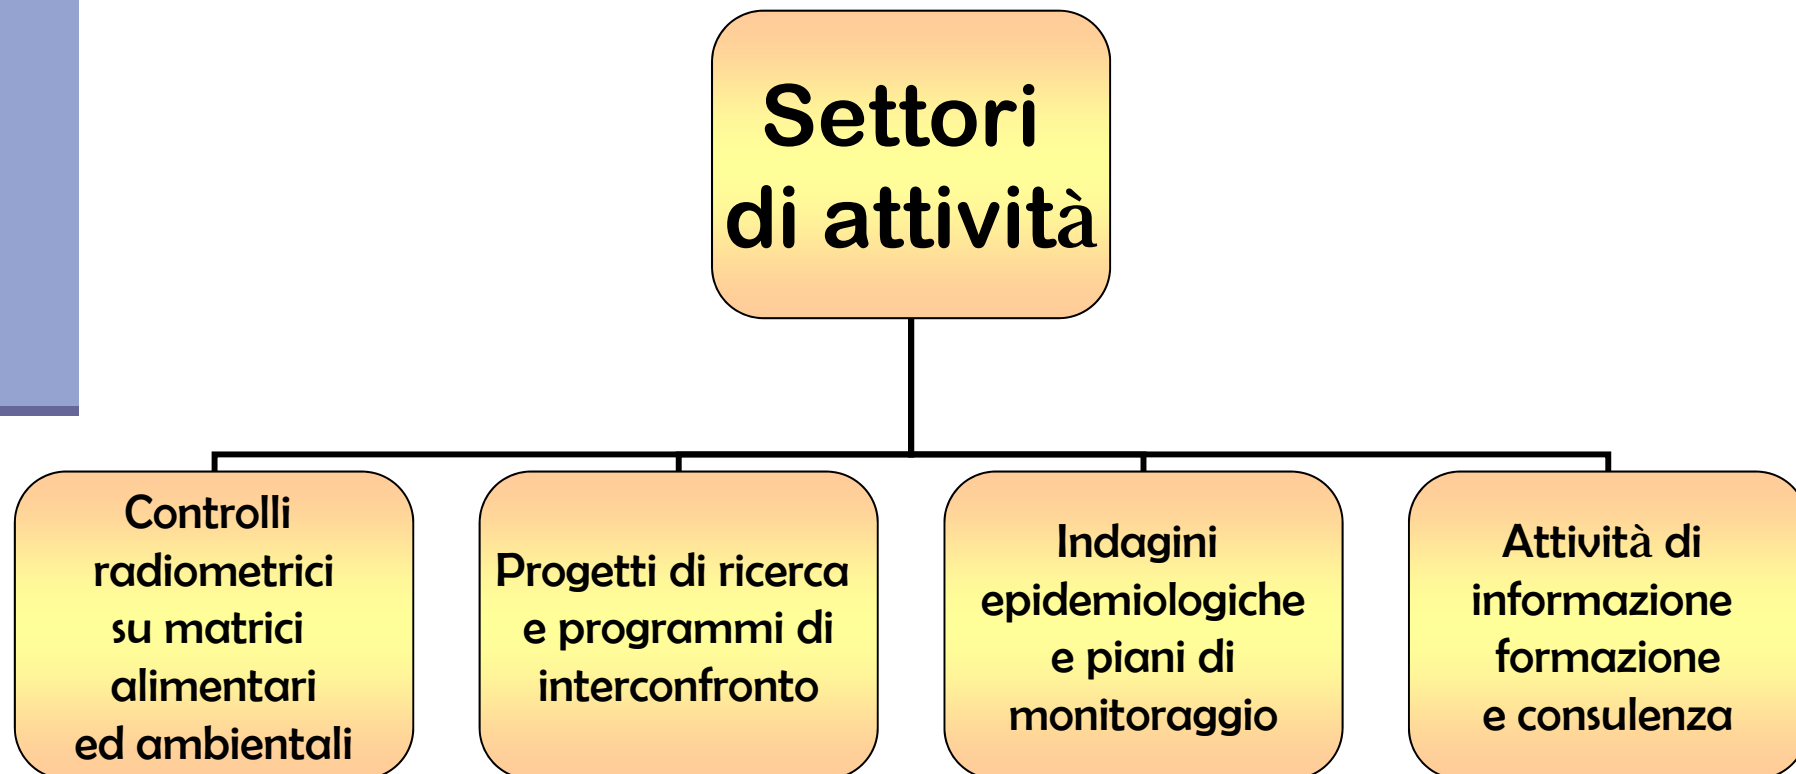 Settori
di attività
Controlli
radiometrici
su matrici
alimentari
ed ambientali
Progetti di ricerca
e programmi di
interconfronto
Indagini
epidemiologiche
e piani di
monitoraggio
Attività di
informazione
formazione
e consulenza